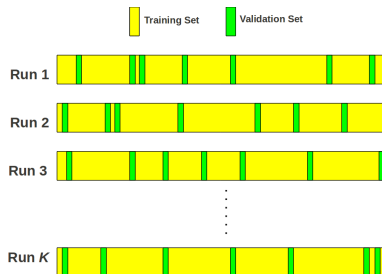 Training Set
Validation Set
Run 1
Run 2
Run 3
Run K